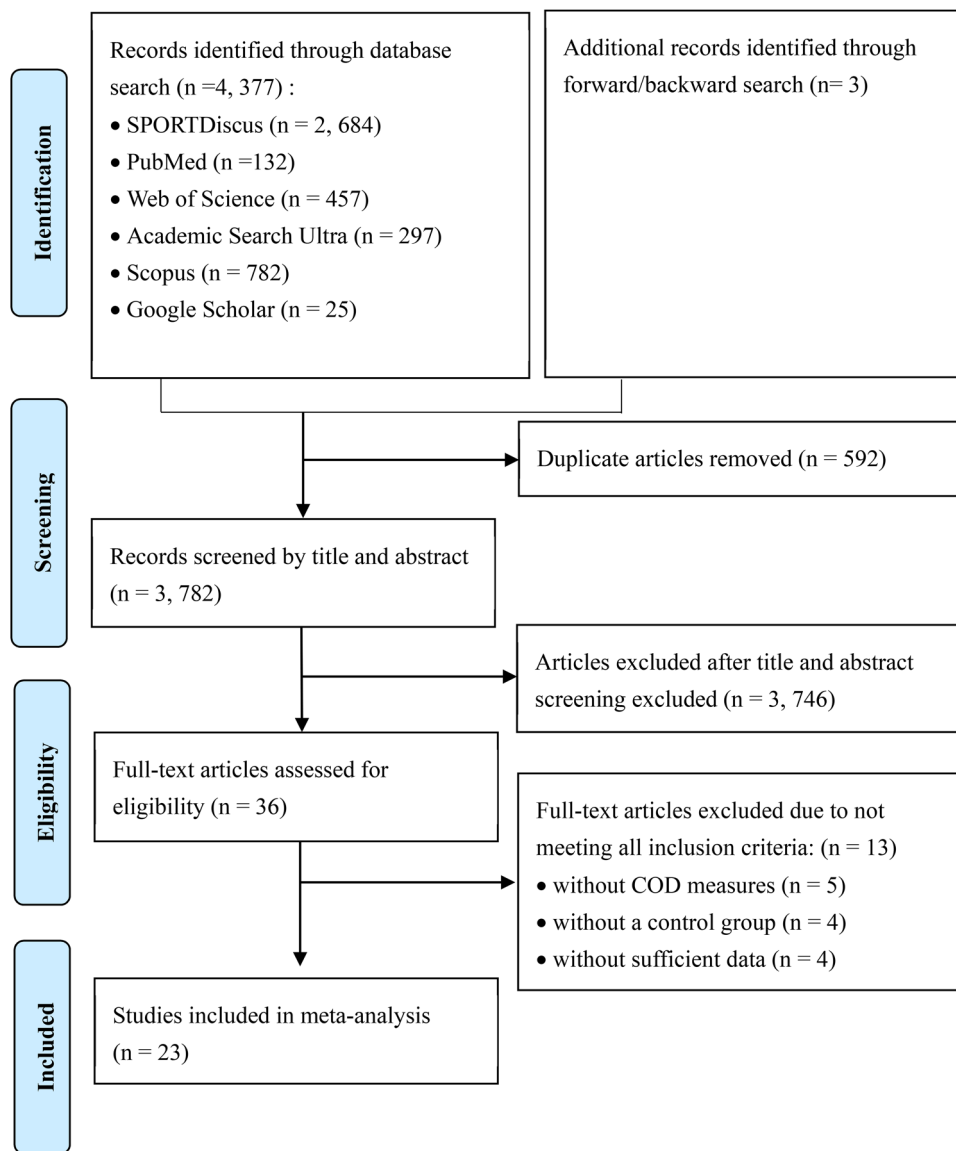 Identification
Records identified through database
search (n =4, 377) :
• SPORTDiscus (n = 2, 684)
• PubMed (n =132)
• Web of Science (n = 457)
• Academic Search Ultra (n = 297)
• Scopus (n = 782)
• Google Scholar (n = 25)
Additional records identified through
forward/backward search (n= 3)
Screening
Duplicate articles removed (n = 592)
Records screened by title and abstract
(n = 3, 782)
Articles excluded after title and abstract
screening excluded (n = 3, 746)
Eligibility
Full-text articles assessed for
eligibility (n = 36)
Full-text articles excluded due to not
meeting all inclusion criteria: (n = 13)
• without COD measures (n = 5)
• without a control group (n = 4)
• without sufficient data (n = 4)
Included
Studies included in meta-analysis
(n = 23)